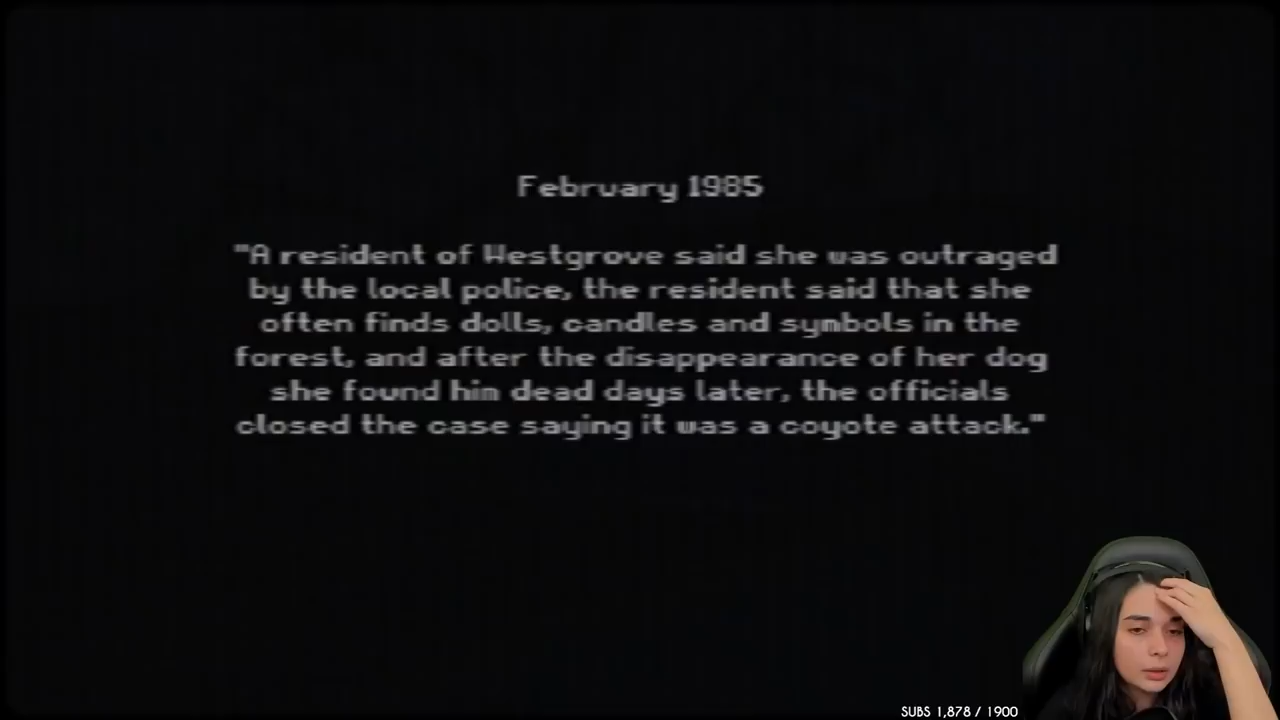 February 1985
"A resident of Westgrove said she was outraged
by the local police, the resident said that she
often finds dolls, candles and symbols in the
forest, and after the disappearance of her dog
she found him dead days later, the officials
closed the case saying it was a coyote attack."
SUBS 1,878 / 1900